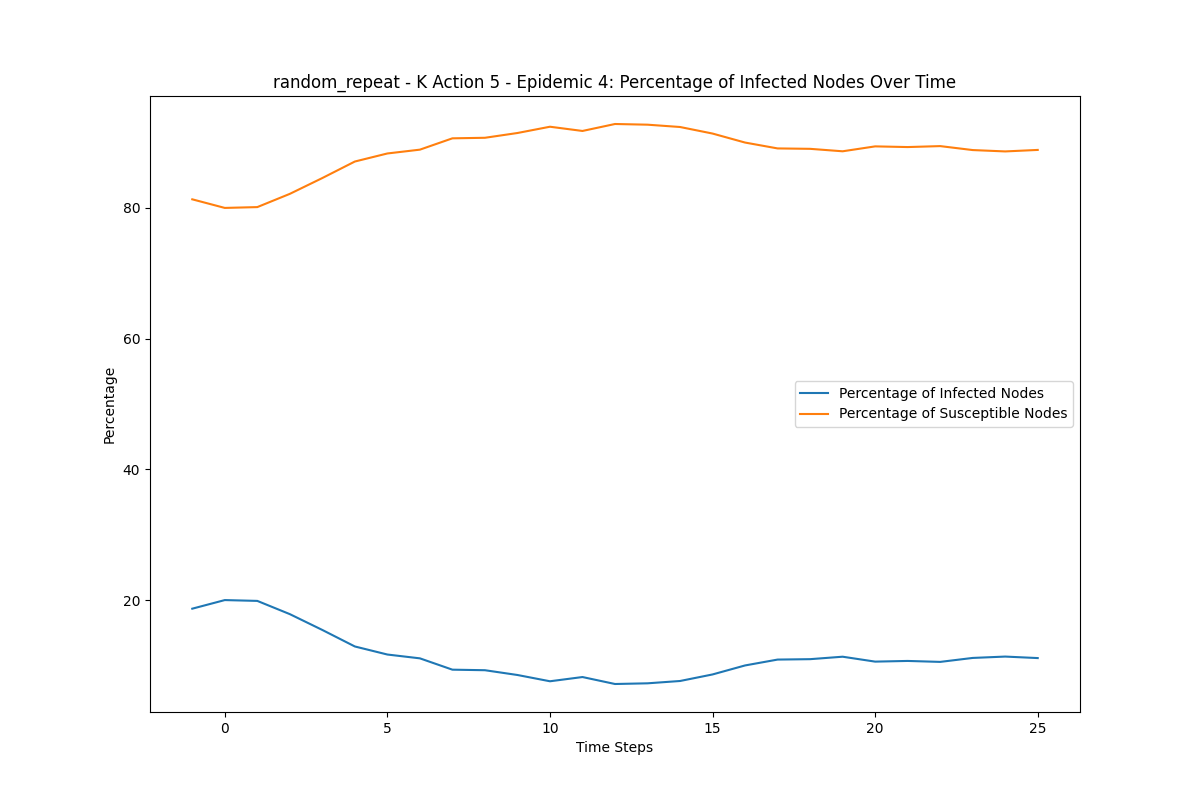 random_repeat - K Action 5 - Epidemic 4: Percentage of Infected Nodes Over Time
80
60
40
20
Percentage
Percentage of Infected Nodes
Percentage of Susceptible Nodes
0 5 10 15 20 25
Time Steps